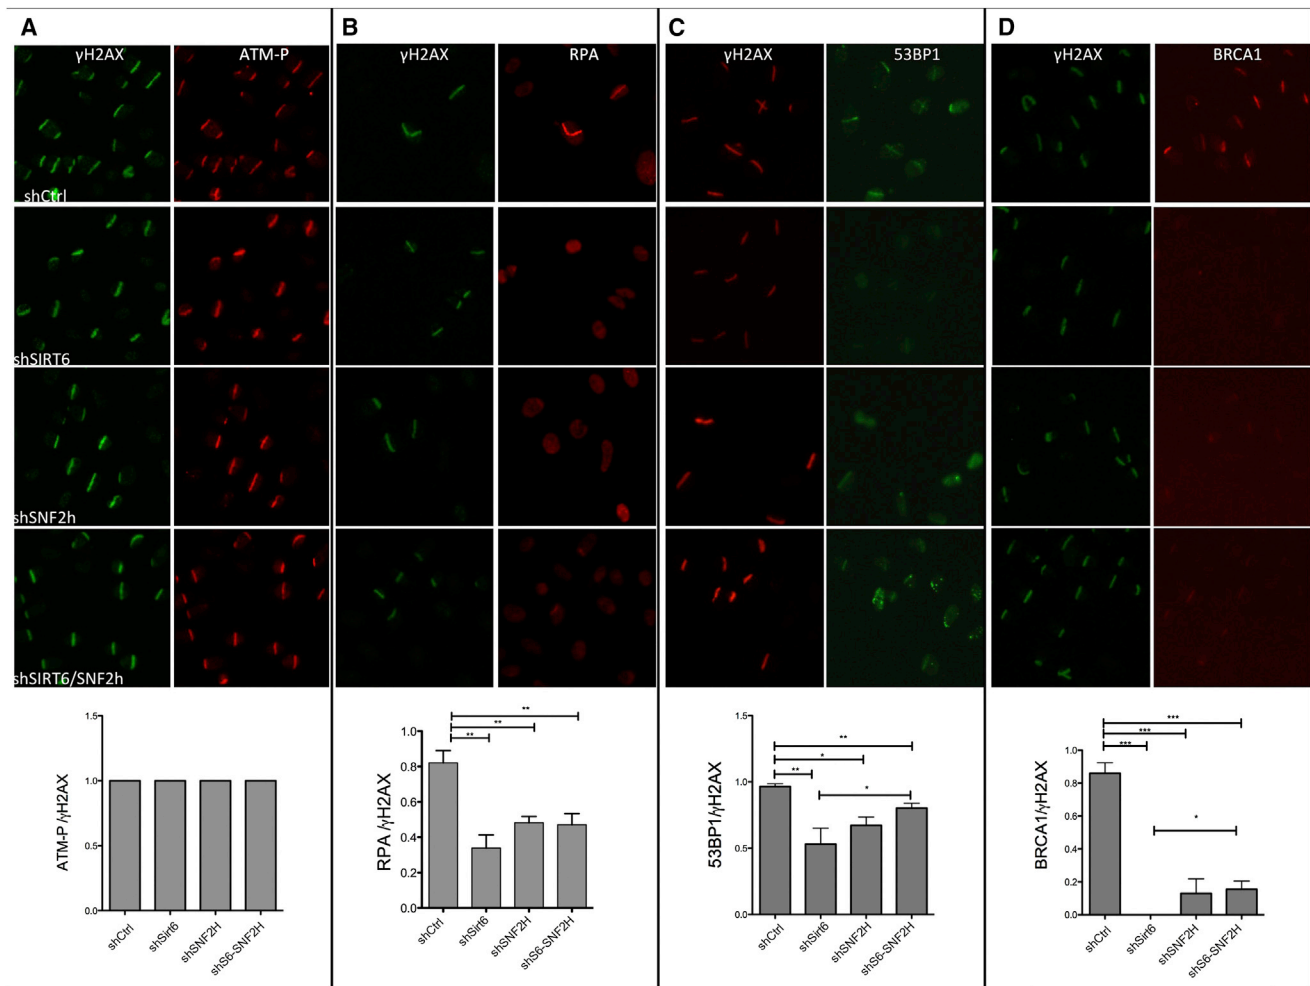 A
B
C
D
γH2AX
ATM-P
γH2AX
RPA
γH2AX
53BP1
γH2AX
BRCA1
shCtrl
shSIRT6
shSNF2h
shSIRT6/SNF2h
ATM-P /γH2AX
1.5
1.0
0.5
0.0
shCtrl
shSirt6
shSNF2H
shS6-SNF2H
RPA /γH2AX
1.0
0.8
0.6
0.4
0.2
0.0
**
**
**
shCtrl
shSirt6
shSNF2H
shS6-SNF2H
53BP1/γH2AX
1.5
1.0
0.5
0.0
**
*
**
*
shCtrl
shSirt6
shSNF2H
shS6-SNF2H
BRCA1/γH2AX
1.0
0.8
0.6
0.4
0.2
0.0
***
***
***
*
shCtrl
shSirt6
shSNF2H
shS6-SNF2H